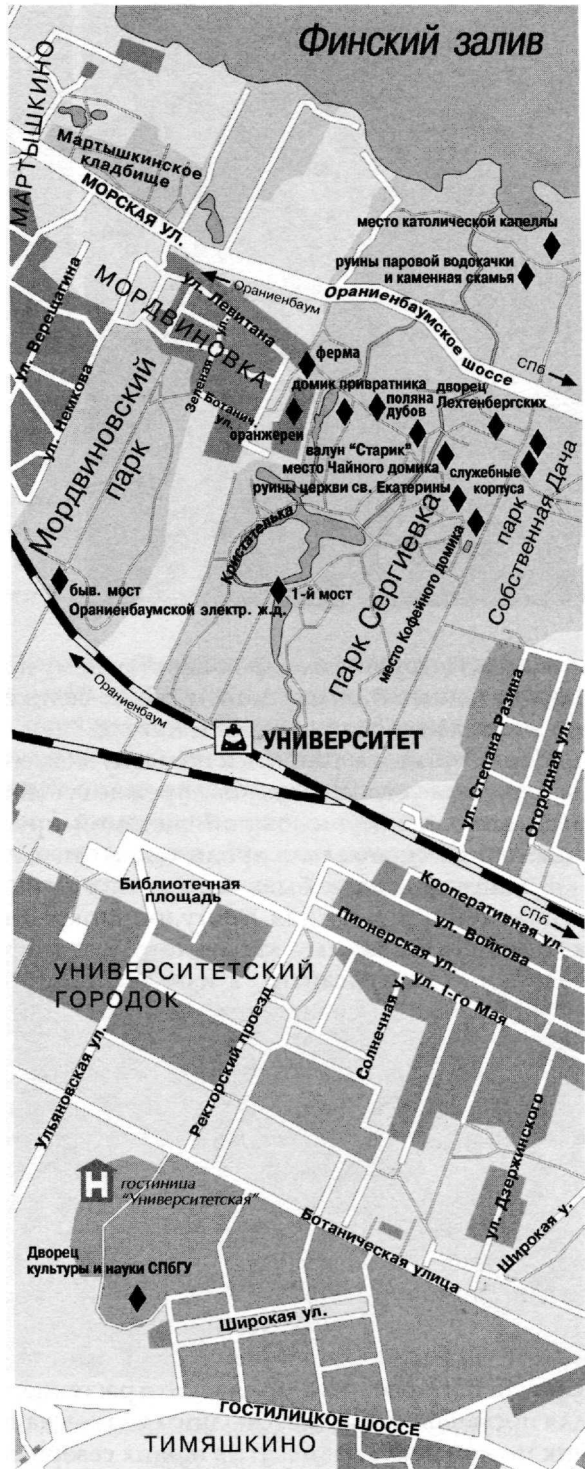 Финский залив
МАРТЫШКИНО
Мартышкинское
кладбище
МОРСКАЯ УЛ.
место католической капеллы
руины паровой водокачки
и каменная скамья
Ораниенбаум
Ораниенбаумское шоссе
СПб
МОРДВИНОВКА
ул. Левитана
ул. Верещагина
Зеленая ул.
ул. Немкова
Ботанич.
ул.
ферма
домик привратника
поляна
дубов
дворец
Лехтенбергских
оранжереи
валун "Старик"
место Чайного домика
служебные
корпуса
руины церкви св. Екатерины
Мордвиновский
парк
Кристателька
парк Сергиевка
место Кофейного домика
парк
Собственная Дача
быв. мост
Ораниенбаумской электр. ж.д.
1-й мост
Ораниенбаум
УНИВЕРСИТЕТ
ул. Степана Разина
Огородная ул.
Библиотечная
площадь
Кооперативная ул.
СПб
ул. Войкова
Пионерская ул.
ул. I-го Мая
УНИВЕРСИТЕТСКИЙ
ГОРОДОК
Ульяновская ул.
Ректорский проезд
Солнечная у.
ул. Дзержинского
Широкая у.
H
гостиница
"Университетская"
Ботаническая улица
Дворец
культуры и науки СПбГУ
Широкая ул.
ГОСТИЛИЦКОЕ ШОССЕ
ТИМЯШКИНО